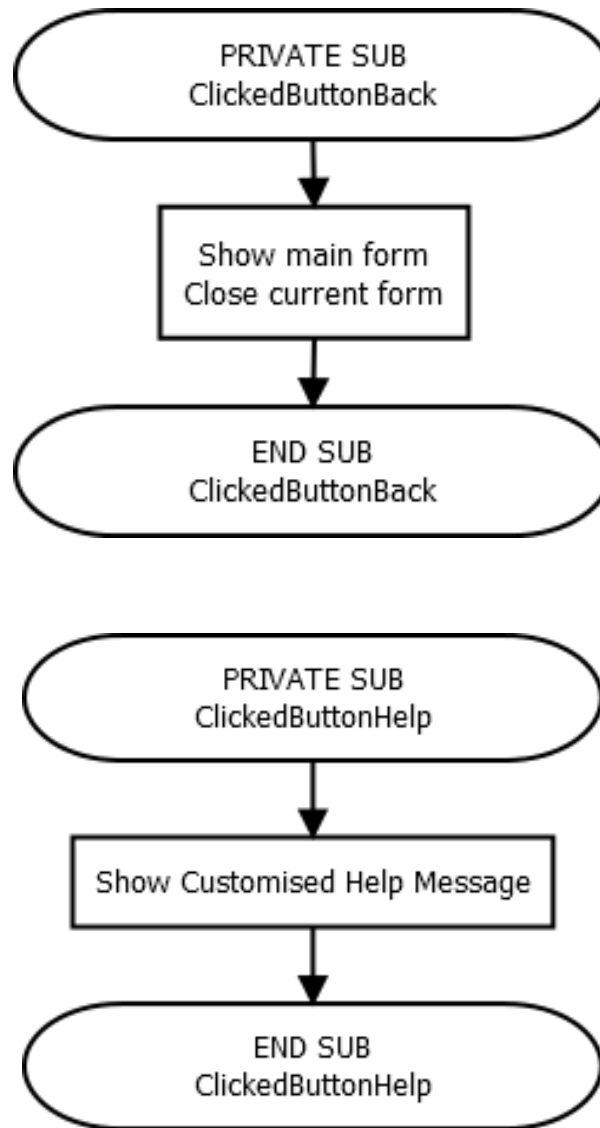 PRIVATE SUB
ClickedButtonBack
Show main form
Close current form
END SUB
ClickedButtonBack
PRIVATE SUB
ClickedButtonHelp
Show Customised Help Message
END SUB
ClickedButtonHelp